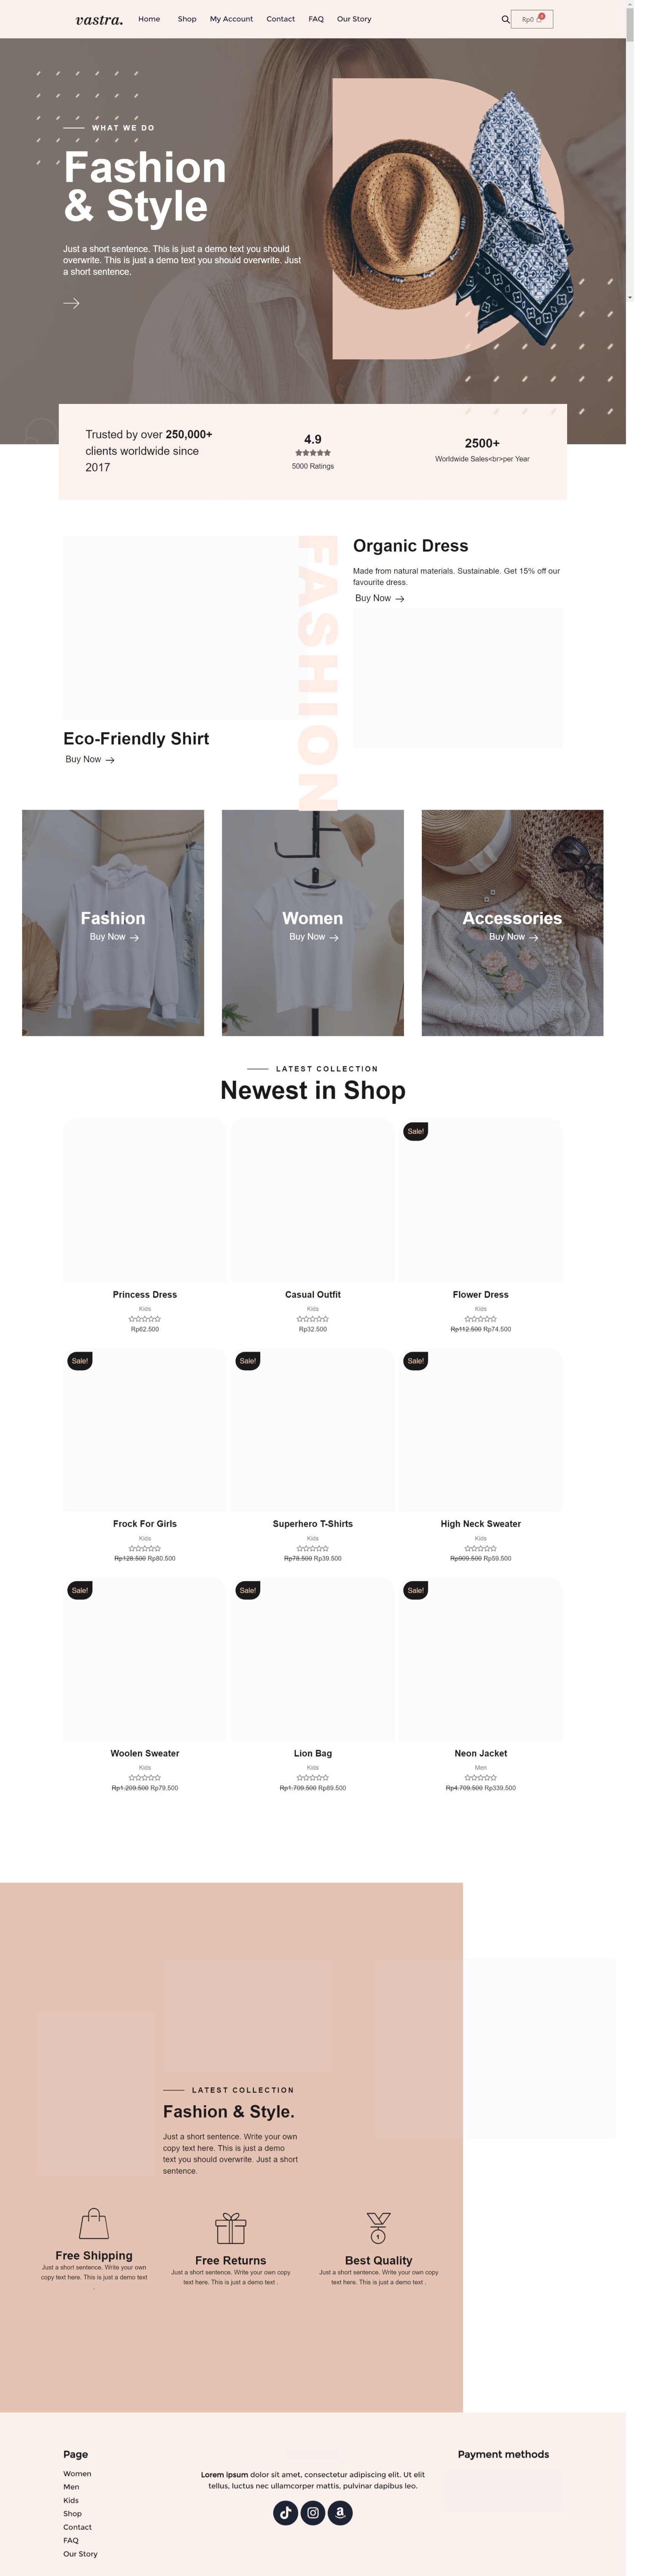 vastra.
Home
Shop
My Account
Contact
FAQ
Our Story
Rp0
WHAT WE DO
Fashion
& Style
Just a short sentence. This is just a demo text you should
overwrite. This is just a demo text you should overwrite. Just
a short sentence.
Trusted by over 250,000+
clients worldwide since
2017
4.9
5000 Ratings
2500+
Worldwide Sales<br>per Year
FASHION
Organic Dress
Made from natural materials. Sustainable. Get 15% off our
favourite dress.
Buy Now
Eco-Friendly Shirt
Buy Now
Fashion
Buy Now
Women
Buy Now
Accessories
Buy Now
LATEST COLLECTION
Newest in Shop
Princess Dress
Kids
Rp62.500
Casual Outfit
Kids
Rp32.500
Sale!
Flower Dress
Kids
Rp112.500 Rp74.500
Sale!
Frock For Girls
Kids
Rp128.500 Rp80.500
Sale!
Superhero T-Shirts
Kids
Rp78.500 Rp39.500
Sale!
High Neck Sweater
Kids
Rp909.500 Rp59.500
Sale!
Woolen Sweater
Kids
Rp1.209.500 Rp79.500
Sale!
Lion Bag
Kids
Rp1.709.500 Rp89.500
Sale!
Neon Jacket
Men
Rp4.709.500 Rp339.500
LATEST COLLECTION
Fashion & Style.
Just a short sentence. Write your own
copy text here. This is just a demo
text you should overwrite. Just a short
sentence.
Free Shipping
Just a short sentence. Write your own
copy text here. This is just a demo text
.
Free Returns
Just a short sentence. Write your own copy
text here. This is just a demo text .
1
Best Quality
Just a short sentence. Write your own copy
text here. This is just a demo text .
Page
Women
Men
Kids
Shop
Contact
FAQ
Our Story
Lorem ipsum dolor sit amet, consectetur adipiscing elit. Ut elit
tellus, luctus nec ullamcorper mattis, pulvinar dapibus leo.
Payment methods